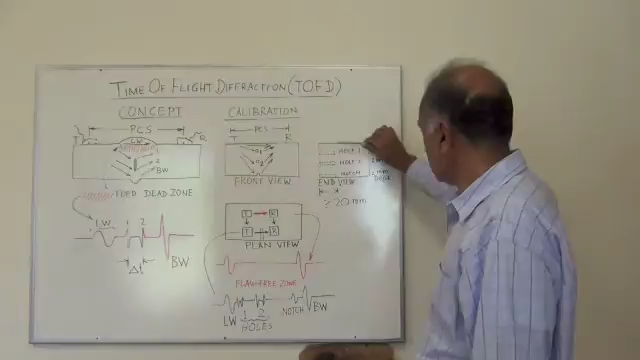 TIME OF FLIGHT DIFFRACTION (TOFD)
CONCEPT
CALIBRATION
PCS
LW
1
2
BW
TOFD DEAD ZONE
LW 1 2
BW
Δt
PCS
T R
FRONT VIEW
T R
T R
PLAN VIEW
FLAW-FREE ZONE
LW 1 2 NOTCH BW
HOLES
HOLE 1
HOLE 2
NOTCH
END VIEW
≥20 mm